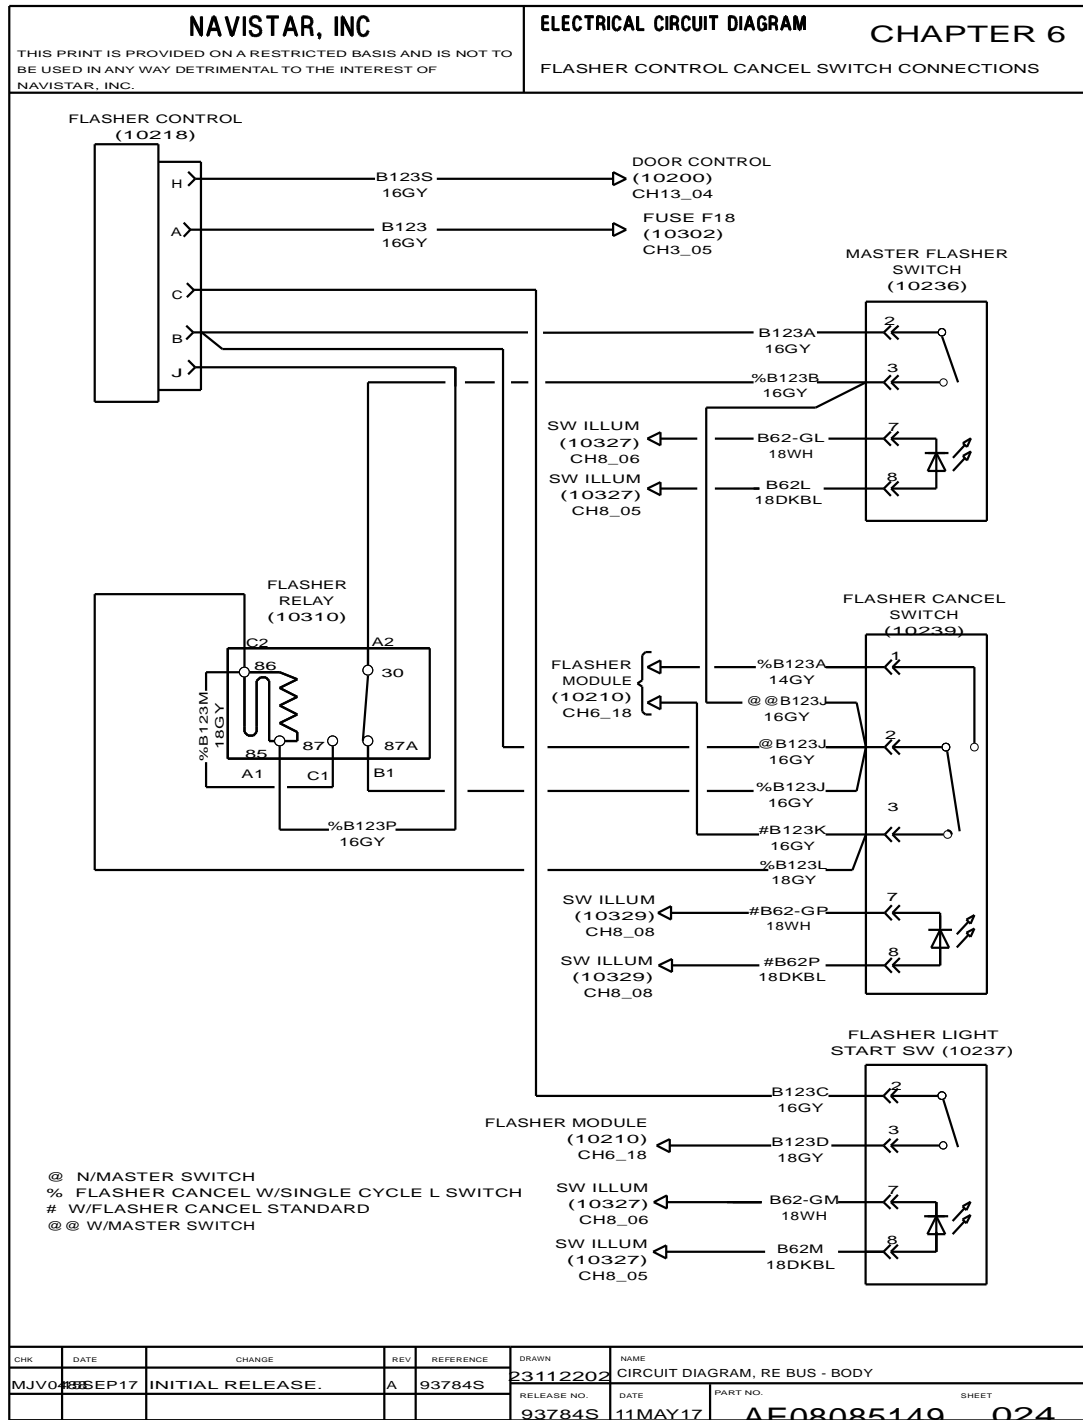 NAVISTAR, INC
THIS PRINT IS PROVIDED ON A RESTRICTED BASIS AND IS NOT TO
BE USED IN ANY WAY DETRIMENTAL TO THE INTEREST OF
NAVISTAR, INC.
ELECTRICAL CIRCUIT DIAGRAM
CHAPTER 6
FLASHER CONTROL CANCEL SWITCH CONNECTIONS
FLASHER CONTROL
(10218)
H
A
C
B
J
B123S
16GY
B123
16GY
DOOR CONTROL
(10200)
CH13_04
FUSE F18
(10302)
CH3_05
MASTER FLASHER
SWITCH
(10236)
B123A
16GY
2
%B123B
16GY
3
SW ILLUM
(10327)
CH8_06
B62-GL
18WH
7
SW ILLUM
(10327)
CH8_05
B62L
18DKBL
8
FLASHER
RELAY
(10310)
C2
A2
86
30
85
87
87A
A1
C1
B1
%B123M
18GY
%B123P
16GY
FLASHER CANCEL
SWITCH
(10239)
FLASHER
MODULE
(10210)
CH6_18
%B123A
14GY
1
@@B123J
16GY
@B123J
16GY
2
%B123J
16GY
#B123K
16GY
3
%B123L
18GY
SW ILLUM
(10329)
CH8_08
#B62-GP
18WH
7
SW ILLUM
(10329)
CH8_08
#B62P
18DKBL
8
FLASHER LIGHT
START SW (10237)
B123C
16GY
2
FLASHER MODULE
(10210)
CH6_18
B123D
18GY
3
SW ILLUM
(10327)
CH8_06
B62-GM
18WH
7
SW ILLUM
(10327)
CH8_05
B62M
18DKBL
8
@ N/MASTER SWITCH
% FLASHER CANCEL W/SINGLE CYCLE L SWITCH
# W/FLASHER CANCEL STANDARD
@@ W/MASTER SWITCH
CHK DATE CHANGE REV REFERENCE
INITIAL RELEASE. A 93784S
DRAWN
23112202
NAME
CIRCUIT DIAGRAM, RE BUS - BODY
RELEASE NO.
93784S
DATE
11MAY17
PART NO.
AE08085149
SHEET
024